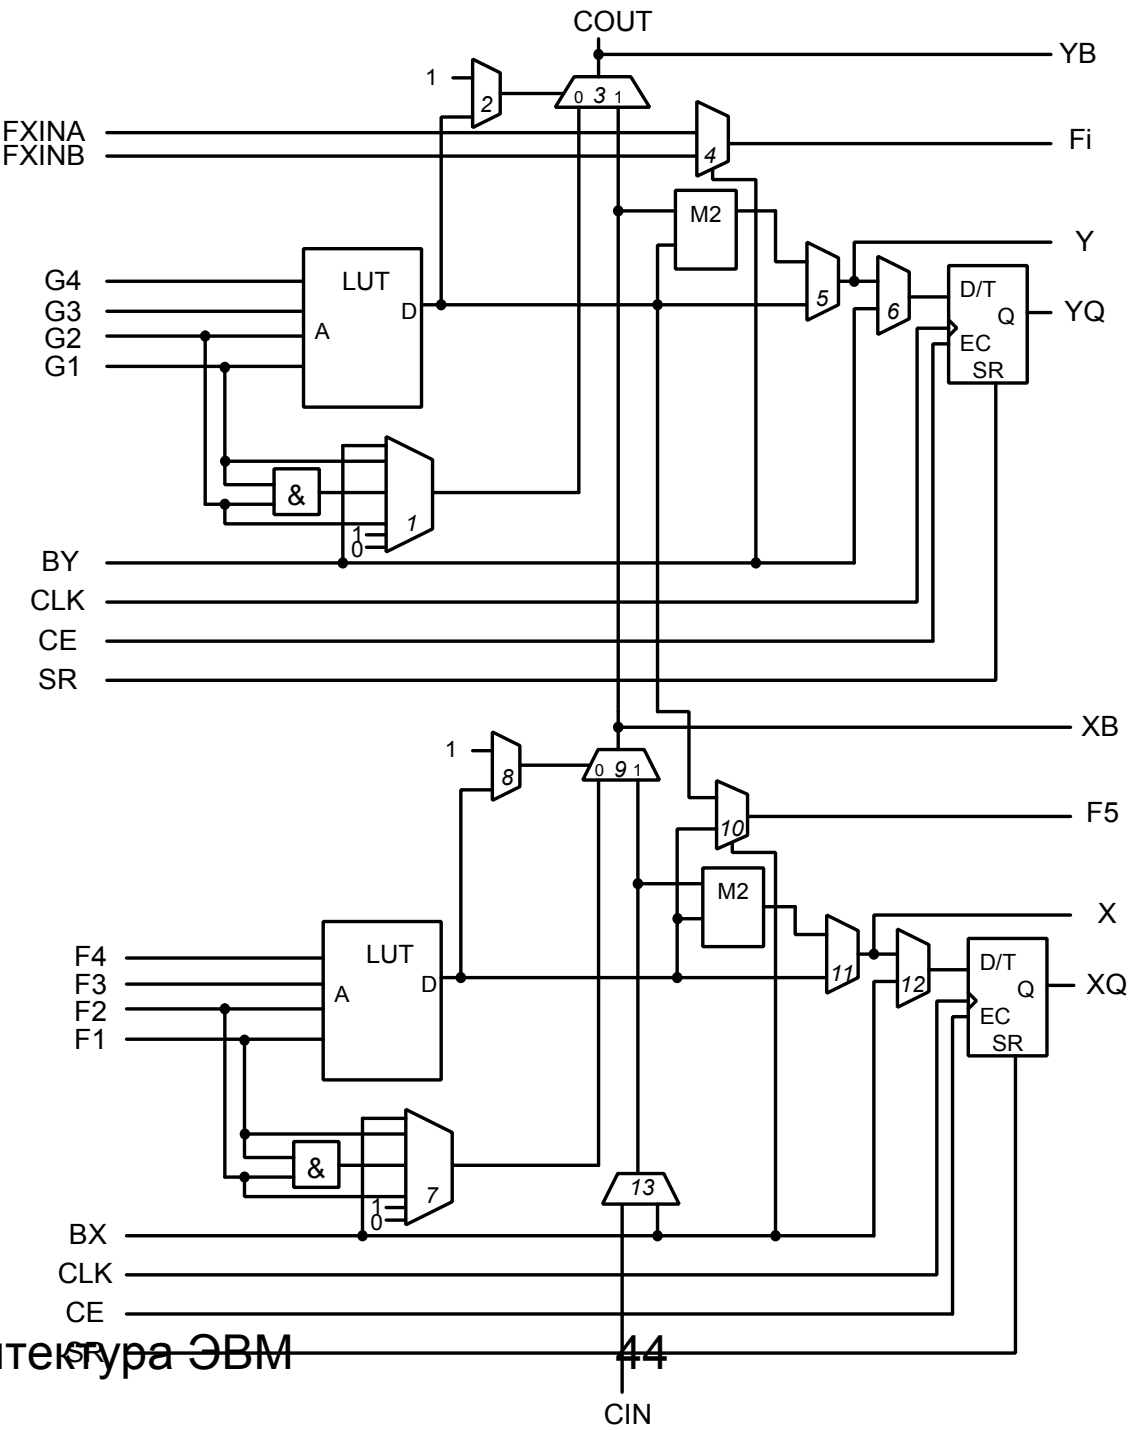 COUT
YB
1
2
0 3 1
FXINA
FXINB
4
Fi
M2
Y
G4
G3
G2
G1
LUT
A
D
5
6
D/T
Q
EC
SR
YQ
&
1
1
0
BY
CLK
CE
SR
XB
1
8
0 9 1
10
F5
M2
X
F4
F3
F2
F1
LUT
A
D
11
12
D/T
Q
EC
SR
XQ
&
7
1
0
13
BX
CLK
CE
SR
итектура ЭВМ
44
CIN